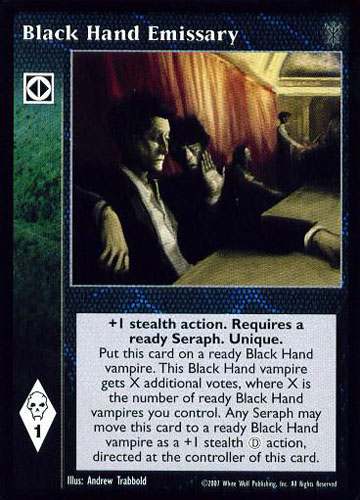 Black Hand Emissary
+1 stealth action. Requires a
ready Seraph. Unique.
Put this card on a ready Black Hand
vampire. This Black Hand vampire
gets X additional votes, where X is
the number of ready Black Hand
vampires you control. Any Seraph may
move this card to a ready Black Hand
vampire as a +1 stealth Ⓓ action,
directed at the controller of this card.
1
Illus: Andrew Trabbold
©2007 White Wolf Publishing, Inc. All Rights Reserved